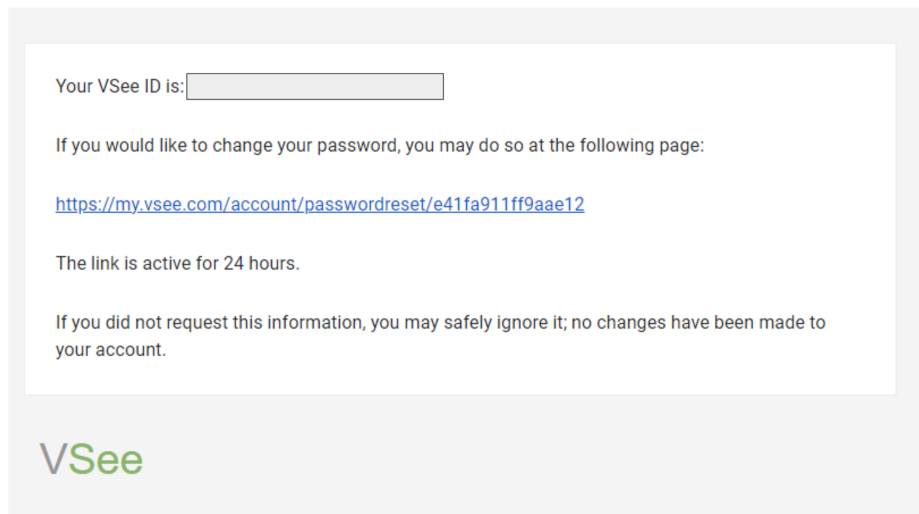 Your VSee ID is:
If you would like to change your password, you may do so at the following page:
https://my.vsee.com/account/passwordreset/e41fa911ff9aae12
The link is active for 24 hours.
If you did not request this information, you may safely ignore it; no changes have been made to
your account.
VSee